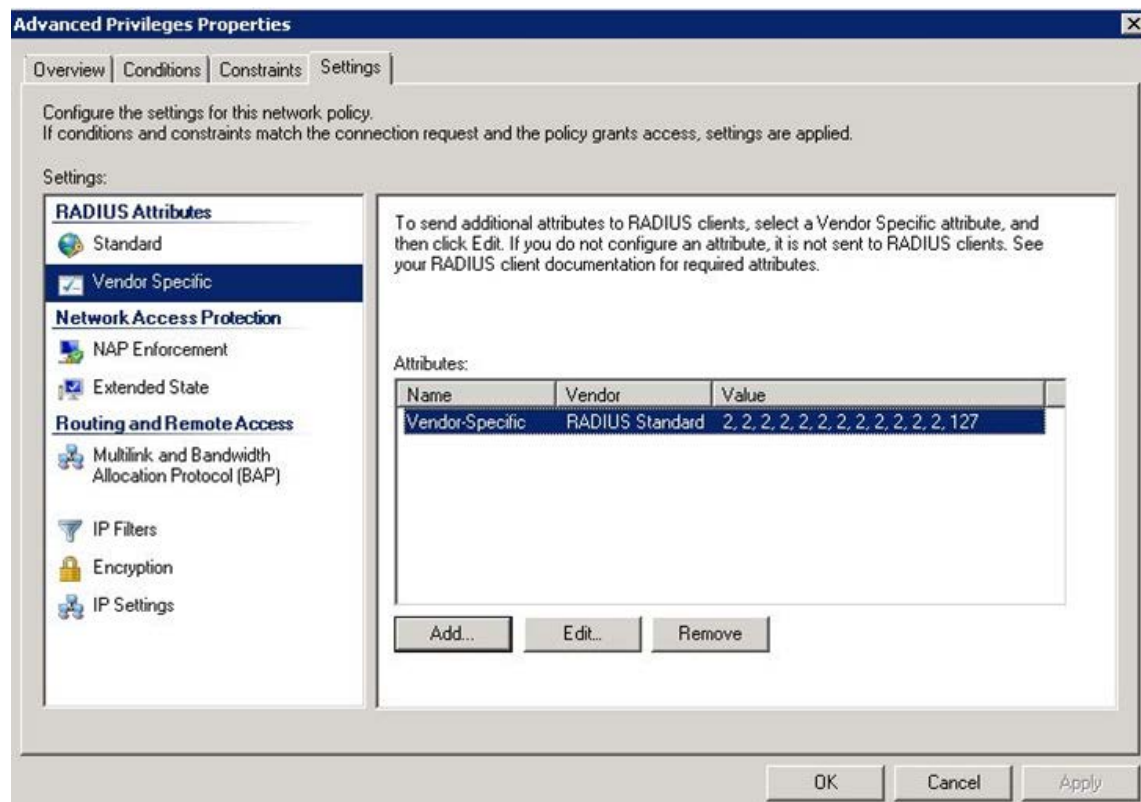 Advanced Privileges Properties
Overview
Conditions
Constraints
Settings
Configure the settings for this network policy.
If conditions and constraints match the connection request and the policy grants access, settings are applied.
Settings:
RADIUS Attributes
Standard
Vendor Specific
Network Access Protection
NAP Enforcement
Extended State
Routing and Remote Access
Multilink and Bandwidth
Allocation Protocol (BAP)
IP Filters
Encryption
IP Settings
To send additional attributes to RADIUS clients, select a Vendor Specific attribute, and
then click Edit. If you do not configure an attribute, it is not sent to RADIUS clients. See
your RADIUS client documentation for required attributes.
Attributes:
Name Vendor Value
Vendor-Specific RADIUS Standard 2, 2, 2, 2, 2, 2, 2, 2, 2, 2, 2, 2, 127
Add... Edit... Remove
OK Cancel Apply